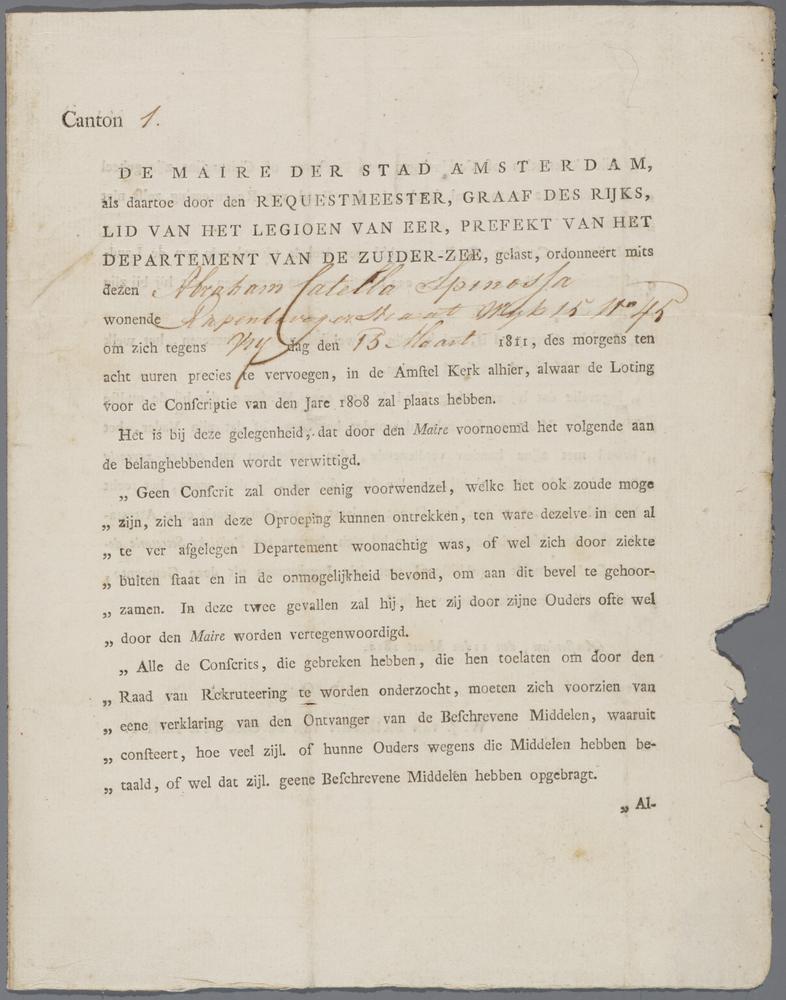 Canton 1.
DE MAIRE DER STAD AMSTERDAM,
als daartoe door den REQUESTMEESTER, GRAAF DES RIJKS,
LID VAN HET LEGIOEN VAN EER, PREFEKT VAN HET
DEPARTEMENT VAN DE ZUIDER-ZEE, gelast, ordonneert mits
dezen Abraham Catella Spinossa
wonende Wyk 15 No 45
om zich tegens Vry dag den 15 Maart 1811, des morgens ten
acht uuren precies te vervoegen, in de Amſtel Kerk alhier, alwaar de Loting
voor de Conſcriptie van den Jare 1808 zal plaats hebben.
Het is bij deze gelegenheid, dat door den Maire voornoemd het volgende aan
de belanghebbenden wordt verwittigd.
„ Geen Conſcrit zal onder eenig voorwendzel, welke het ook zoude moge
„ zijn, zich aan deze Oproeping kunnen ontrekken, ten ware dezelve in een al
„ te ver afgelegen Departement woonachtig was, of wel zich door ziekte
„ buiten ſtaat en in de onmogelijkheid bevond, om aan dit bevel te gehoor-
„ zamen. In deze twee gevallen zal hij, het zij door zijne Ouders ofte wel
„ door den Maire worden vertegenwoordigd.
„ Alle de Conſcrits, die gebreken hebben, die hen toelaten om door den
„ Raad van Rekruteering te worden onderzocht, moeten zich voorzien van
„ eene verklaring van den Ontvanger van de Beſchrevene Middelen, waaruit
„ conſteert, hoe veel zijl. of hunne Ouders wegens die Middelen hebben be-
„ taald, of wel dat zijl. geene Beſchrevene Middelen hebben opgebragt.
„ Al-